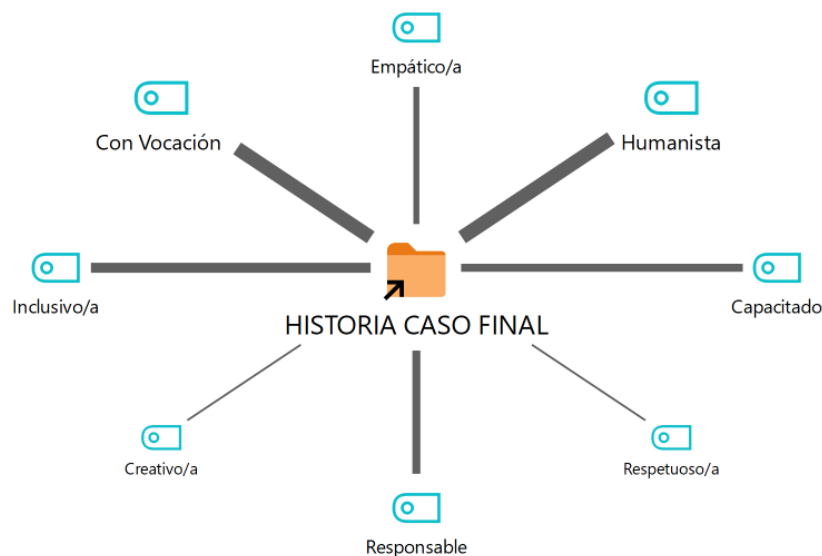 Empático/a
Con Vocación
Humanista
Inclusivo/a
Capacitado
HISTORIA CASO FINAL
Creativo/a
Respetuoso/a
Responsable